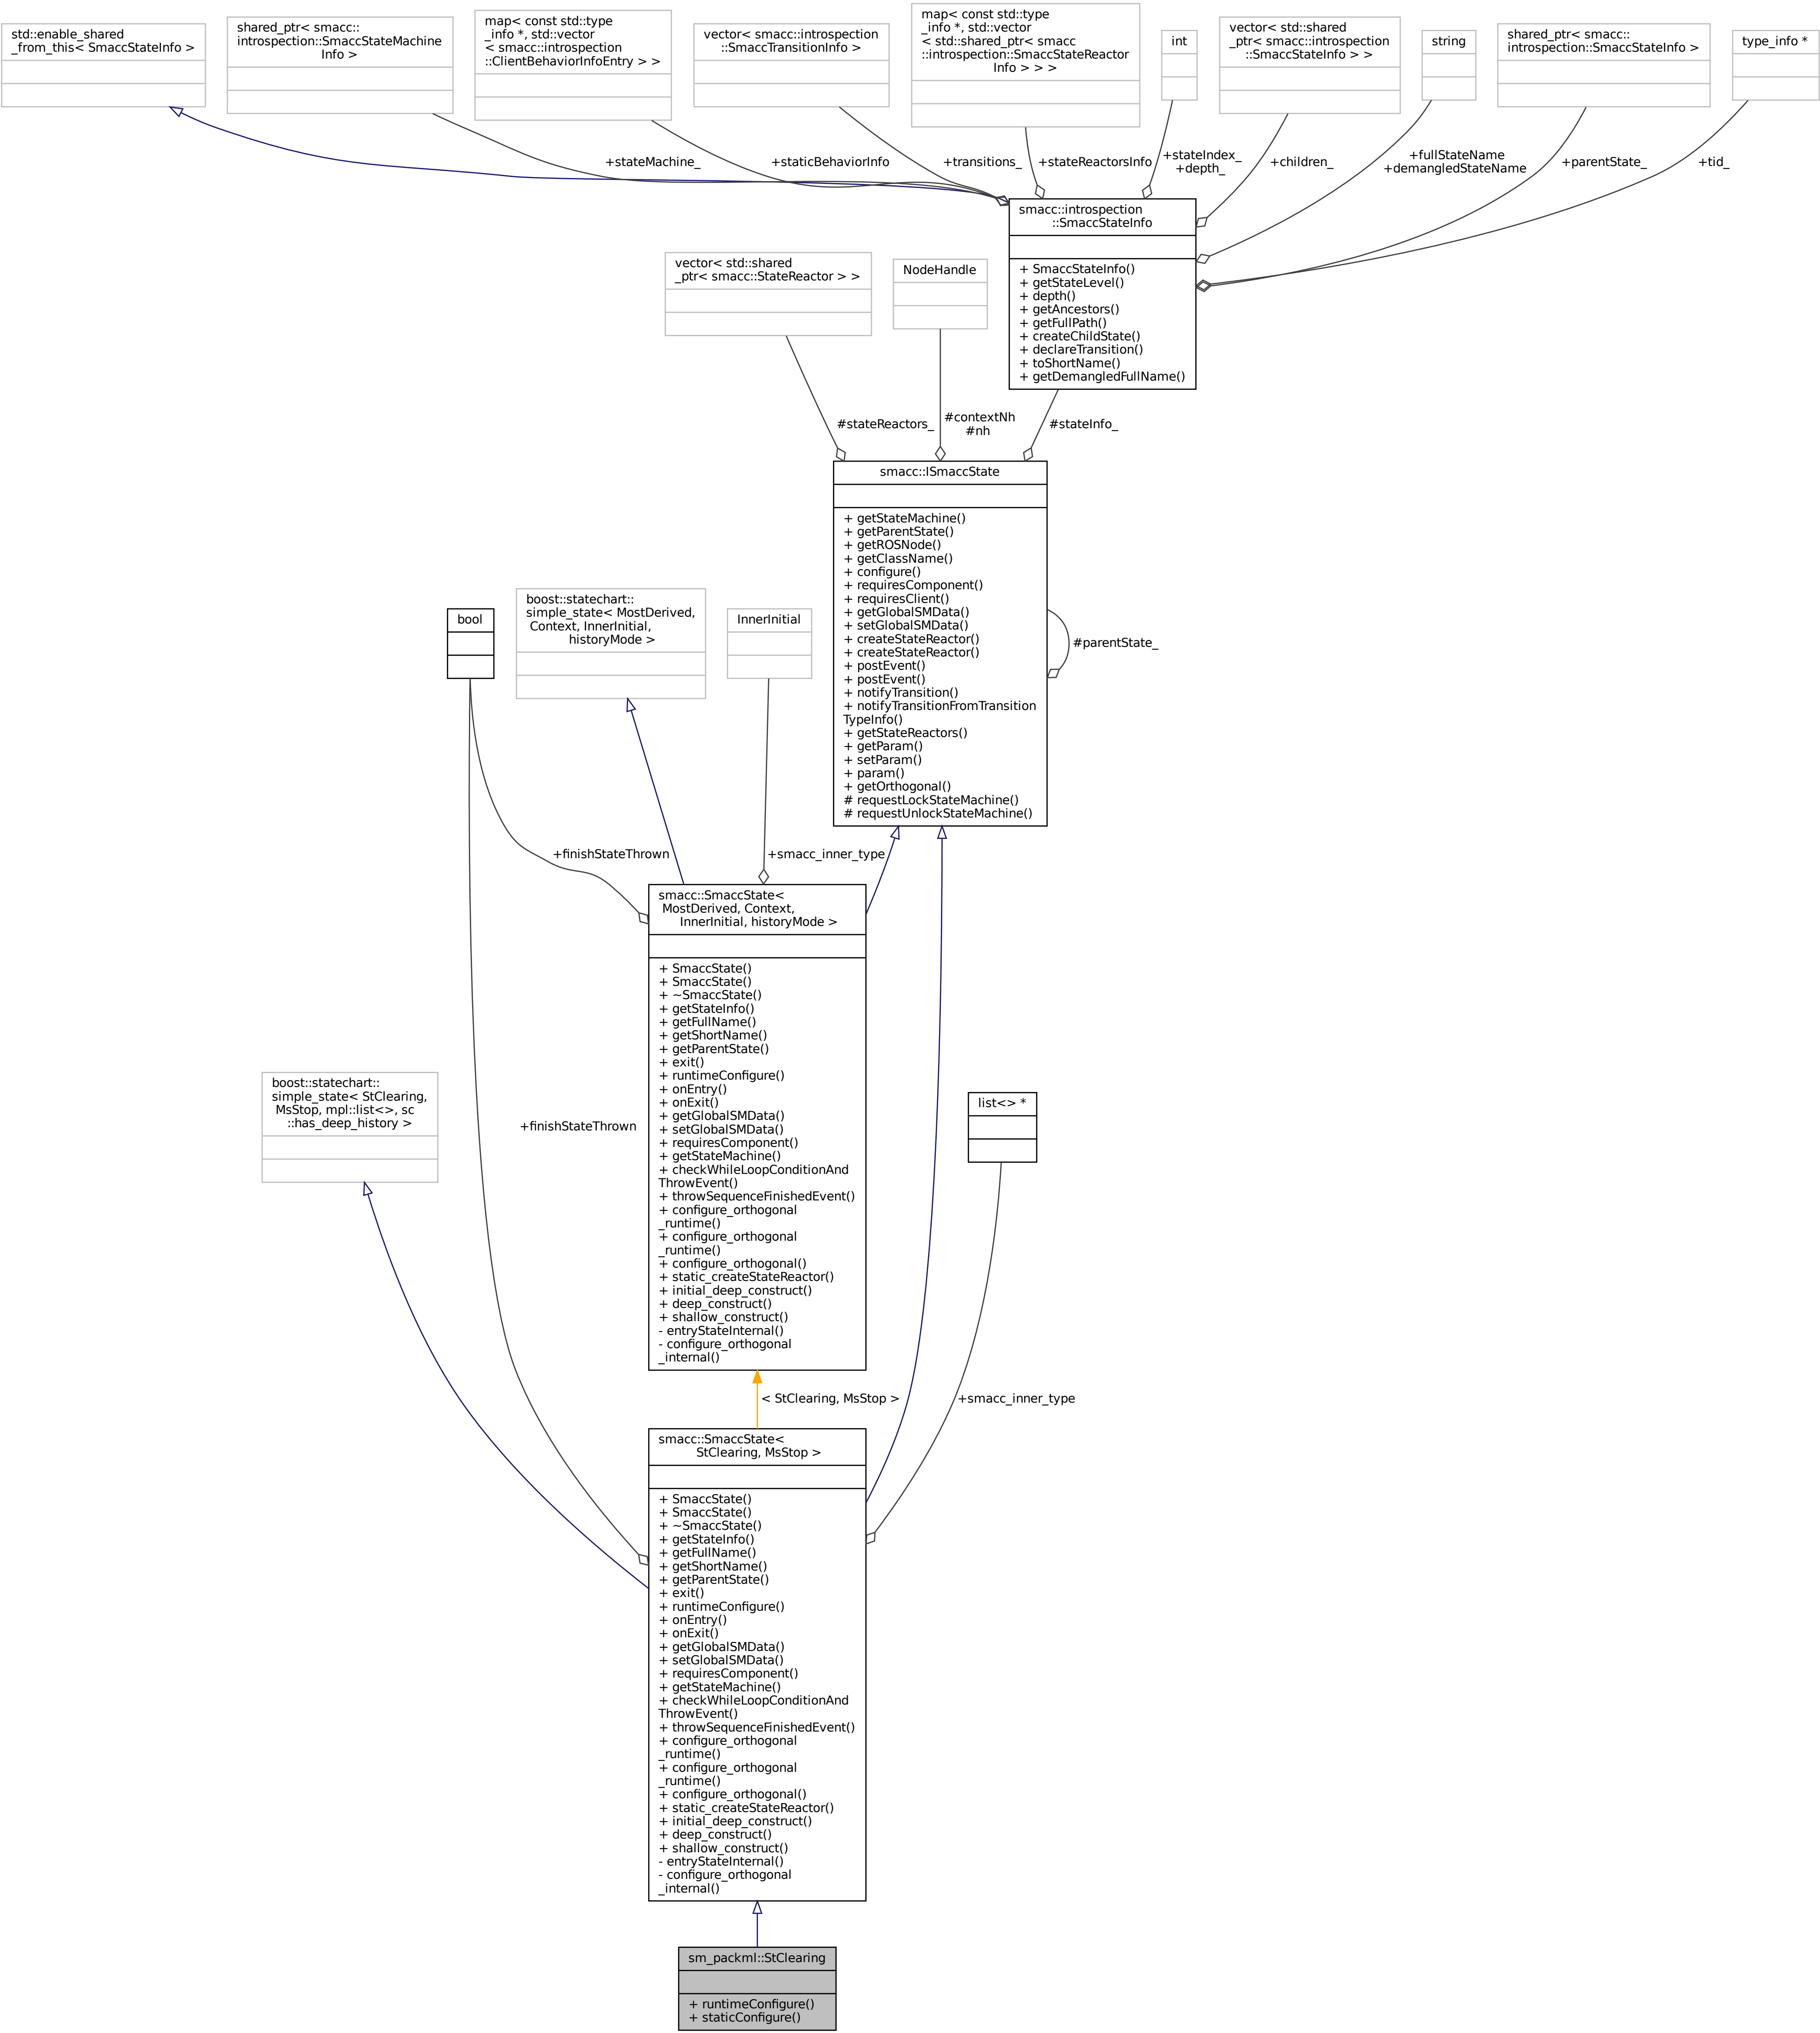 std::enable_shared
_from_this< SmaccStateInfo >
shared_ptr< smacc::
introspection::SmaccStateMachine
Info >
map< const std::type
_info *, std::vector
< smacc::introspection
::ClientBehaviorInfoEntry > >
vector< smacc::introspection
::SmaccTransitionInfo >
map< const std::type
_info *, std::vector
< std::shared_ptr< smacc
::introspection::SmaccStateReactor
Info > > >
int
vector< std::shared
_ptr< smacc::introspection
::SmaccStateInfo > >
string
shared_ptr< smacc::
introspection::SmaccStateInfo >
type_info *
+stateMachine_
+staticBehaviorInfo
+transitions_
+stateReactorsInfo
+stateIndex_
+depth_
+children_
+fullStateName
+demangledStateName
+parentState_
+tid_
smacc::introspection
::SmaccStateInfo
+ SmaccStateInfo()
+ getStateLevel()
+ depth()
+ getAncestors()
+ getFullPath()
+ createChildState()
+ declareTransition()
+ toShortName()
+ getDemangledFullName()
vector< std::shared
_ptr< smacc::StateReactor > >
NodeHandle
#stateReactors_
#contextNh
#nh
#stateInfo_
smacc::ISmaccState
+ getStateMachine()
+ getParentState()
+ getROSNode()
+ getClassName()
+ configure()
+ requiresComponent()
+ requiresClient()
+ getGlobalSMData()
+ setGlobalSMData()
+ createStateReactor()
+ createStateReactor()
+ postEvent()
+ postEvent()
+ notifyTransition()
+ notifyTransitionFromTransition
TypeInfo()
+ getStateReactors()
+ getParam()
+ setParam()
+ param()
+ getOrthogonal()
# requestLockStateMachine()
# requestUnlockStateMachine()
#parentState_
bool
boost::statechart::
simple_state< MostDerived,
Context, InnerInitial,
historyMode >
InnerInitial
+finishStateThrown
+smacc_inner_type
smacc::SmaccState<
MostDerived, Context,
InnerInitial, historyMode >
+ SmaccState()
+ SmaccState()
+ ~SmaccState()
+ getStateInfo()
+ getFullName()
+ getShortName()
+ getParentState()
+ exit()
+ runtimeConfigure()
+ onEntry()
+ onExit()
+ getGlobalSMData()
+ setGlobalSMData()
+ requiresComponent()
+ getStateMachine()
+ checkWhileLoopConditionAnd
ThrowEvent()
+ throwSequenceFinishedEvent()
+ configure_orthogonal
_runtime()
+ configure_orthogonal
_runtime()
+ configure_orthogonal()
+ static_createStateReactor()
+ initial_deep_construct()
+ deep_construct()
+ shallow_construct()
- entryStateInternal()
- configure_orthogonal
_internal()
boost::statechart::
simple_state< StClearing,
MsStop, mpl::list<>, sc
::has_deep_history >
+finishStateThrown
list<> *
< StClearing, MsStop >
+smacc_inner_type
smacc::SmaccState<
StClearing, MsStop >
+ SmaccState()
+ SmaccState()
+ ~SmaccState()
+ getStateInfo()
+ getFullName()
+ getShortName()
+ getParentState()
+ exit()
+ runtimeConfigure()
+ onEntry()
+ onExit()
+ getGlobalSMData()
+ setGlobalSMData()
+ requiresComponent()
+ getStateMachine()
+ checkWhileLoopConditionAnd
ThrowEvent()
+ throwSequenceFinishedEvent()
+ configure_orthogonal
_runtime()
+ configure_orthogonal
_runtime()
+ configure_orthogonal()
+ static_createStateReactor()
+ initial_deep_construct()
+ deep_construct()
+ shallow_construct()
- entryStateInternal()
- configure_orthogonal
_internal()
sm_packml::StClearing
+ runtimeConfigure()
+ staticConfigure()